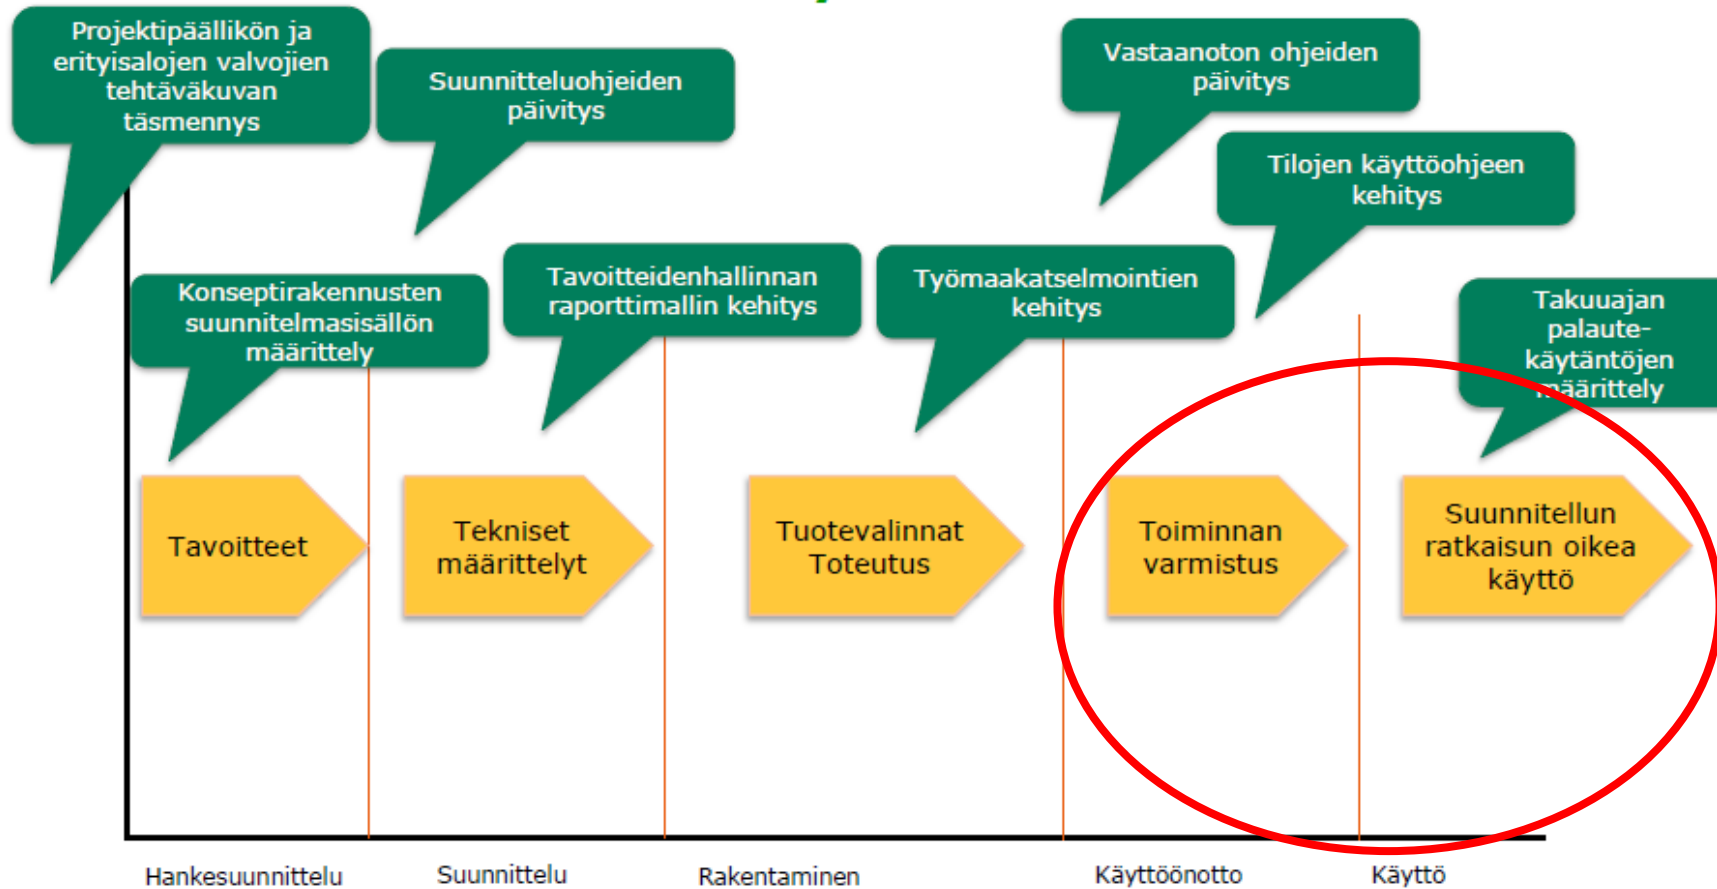 Projektipäällikön ja
erityisalojen valvojien
tehtäväkuvan
täsmennys
Suunnitteluohjeiden
päivitys
Vastaanoton ohjeiden
päivitys
Tilojen käyttöohjeen
kehitys
Konseptirakennusten
suunnitelmasisällön
määrittely
Tavoitteidenhallinnan
raporttimallin kehitys
Työmaakatselmointien
kehitys
Takuuajan
palaute-
käytäntöjen
määrittely
Tavoitteet
Tekniset
määrittelyt
Tuotevalinnat
Toteutus
Toiminnan
varmistus
Suunnitellun
ratkaisun oikea
käyttö
Hankesuunnittelu
Suunnittelu
Rakentaminen
Käyttöönotto
Käyttö